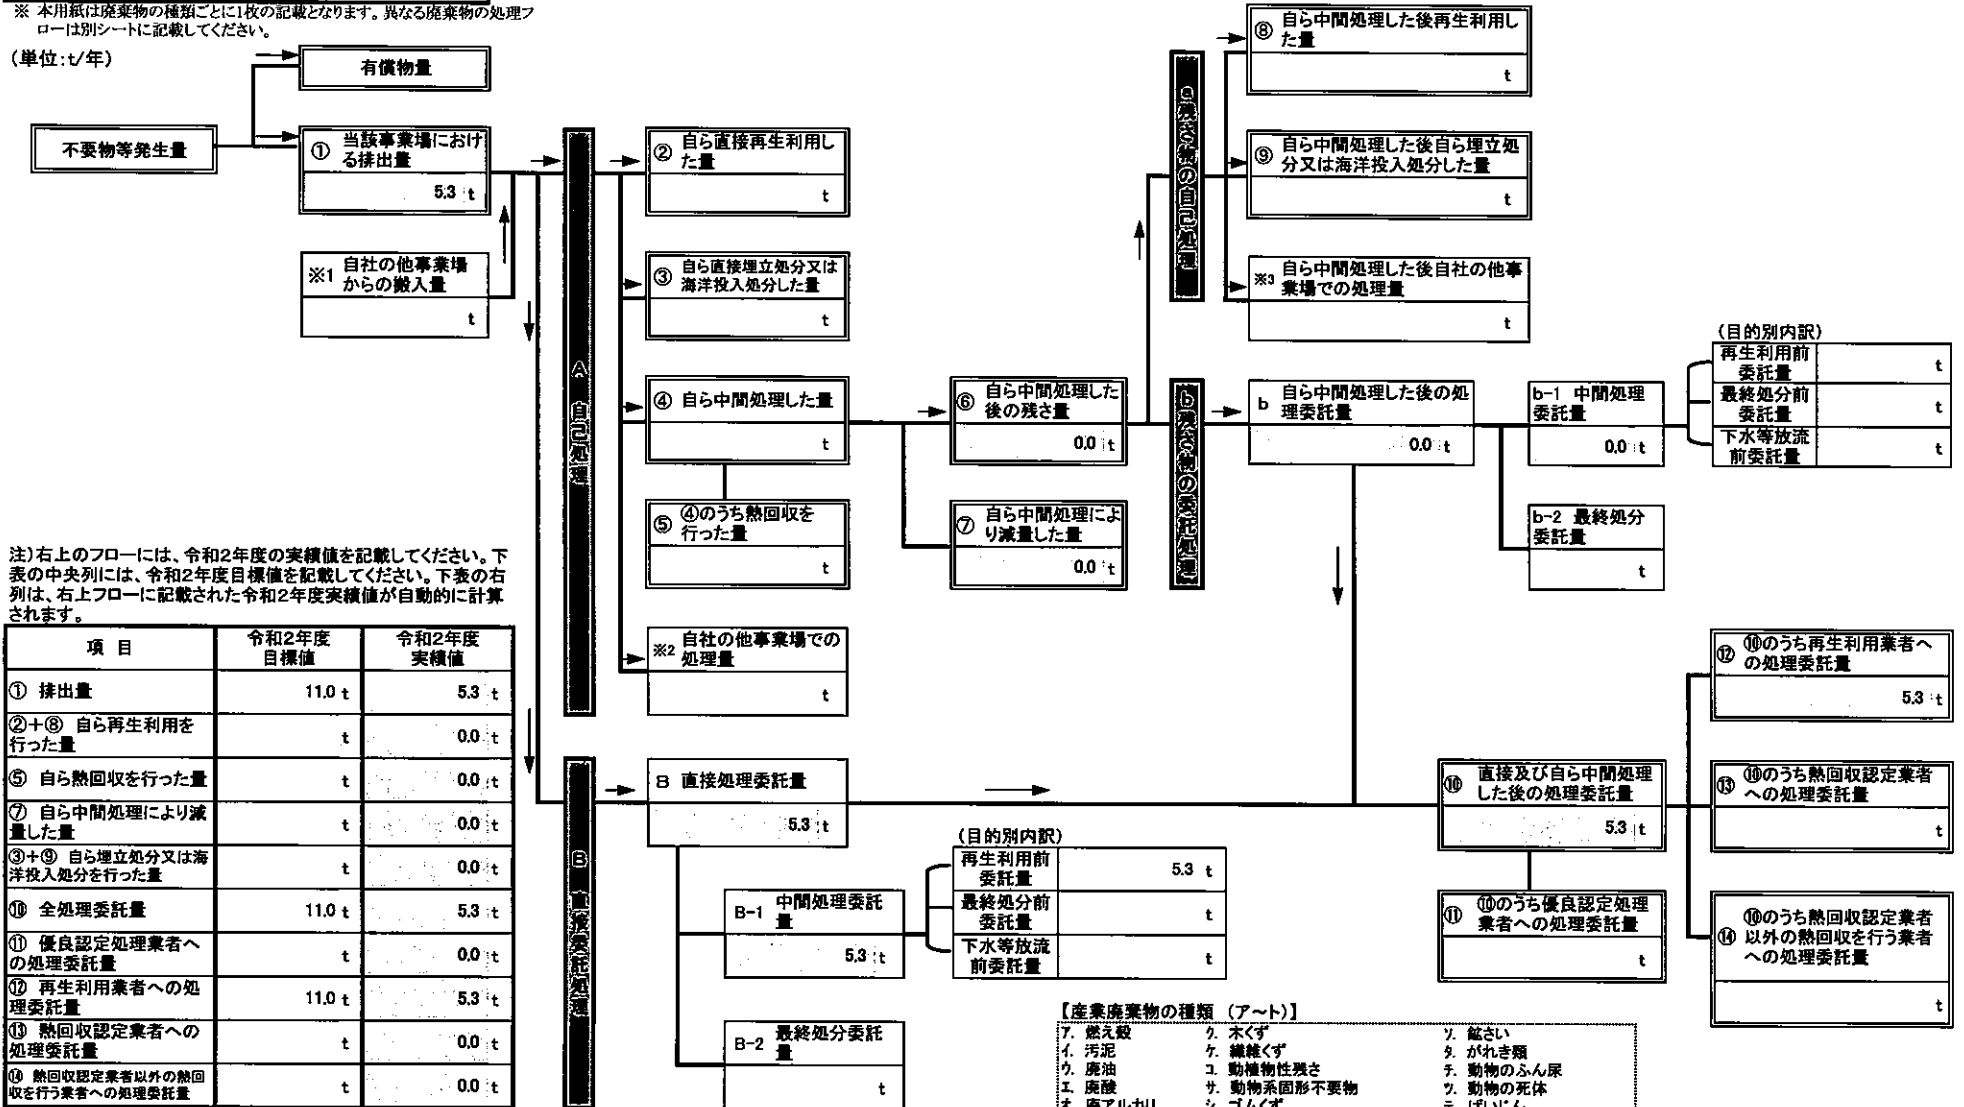 ※ 本用紙は廃棄物の種類ごとに1枚の記載となります。異なる廃棄物の処理フ
ローは別シートに記載してください。
(単位:t/年)
有償物量
不要物等発生量
① 当該事業場におけ
る排出量
5.3 t
※1 自社の他事業場
からの搬入量
t
A 自己処理
② 自ら直接再生利用し
た量
t
③ 自ら直接埋立処分又は
海洋投入処分した量
t
④ 自ら中間処理した量
t
⑤ ④のうち熱回収を
行った量
t
※2 自社の他事業場での
処理量
t
⑥ 自ら中間処理した
後の残さ量
0.0 t
⑦ 自ら中間処理によ
り減量した量
0.0 t
a残さ物の自己処理
⑧ 自ら中間処理した後再生利用し
た量
t
⑨ 自ら中間処理した後自ら埋立処
分又は海洋投入処分した量
t
※3 自ら中間処理した後自社の他事
業場での処理量
t
b残さ物の委託処理
b 自ら中間処理した後の処
理委託量
0.0 t
b-1 中間処理
委託量
0.0 t
b-2 最終処分
委託量
t
(目的別内訳)
再生利用前
委託量
t
最終処分前
委託量
t
下水等放流
前委託量
t
注)右上のフローには、令和2年度の実績値を記載してください。下
表の中央列には、令和2年度目標値を記載してください。下表の右
列は、右上フローに記載された令和2年度実績値が自動的に計算
されます。
項 目 令和2年度 令和2年度
目標値 実績値
① 排出量 11.0 t 5.3 t
②+⑧ 自ら再生利用を
行った量 t 0.0 t
⑤ 自ら熱回収を行った量 t 0.0 t
⑦ 自ら中間処理により減
量した量 t 0.0 t
③+⑨ 自ら埋立処分又は海
洋投入処分を行った量 t 0.0 t
⑩ 全処理委託量 11.0 t 5.3 t
⑪ 優良認定処理業者へ
の処理委託量 t 0.0 t
⑫ 再生利用業者への処
理委託量 11.0 t 5.3 t
⑬ 熱回収認定業者への
処理委託量 t 0.0 t
⑭ 熱回収認定業者以外の熱回
収を行う業者への処理委託量 t 0.0 t
B 直接委託処理
B 直接処理委託量
5.3 t
B-1 中間処理委託
量
5.3 t
B-2 最終処分委託
量
t
(目的別内訳)
再生利用前
委託量
5.3 t
最終処分前
委託量
t
下水等放流
前委託量
t
⑩ 直接及び自ら中間処理
した後の処理委託量
5.3 t
⑪ ⑩のうち優良認定処理
業者への処理委託量
t
⑫ ⑩のうち再生利用業者へ
の処理委託量
5.3 t
⑬ ⑩のうち熱回収認定業者
への処理委託量
t
⑭ ⑩のうち熱回収認定業者
以外の熱回収を行う業者
への処理委託量
t
【産業廃棄物の種類 (ア~ト)】
ア. 燃え殻 ク. 木くず ソ. 鉱さい
イ. 汚泥 ケ. 繊維くず タ. がれき類
ウ. 廃油 コ. 動植物性残さ チ. 動物のふん尿
エ. 廃酸 サ. 動物系固形不要物 ツ. 動物の死体
オ. 廃アルカリ シ. ゴムくず テ. ばいじん